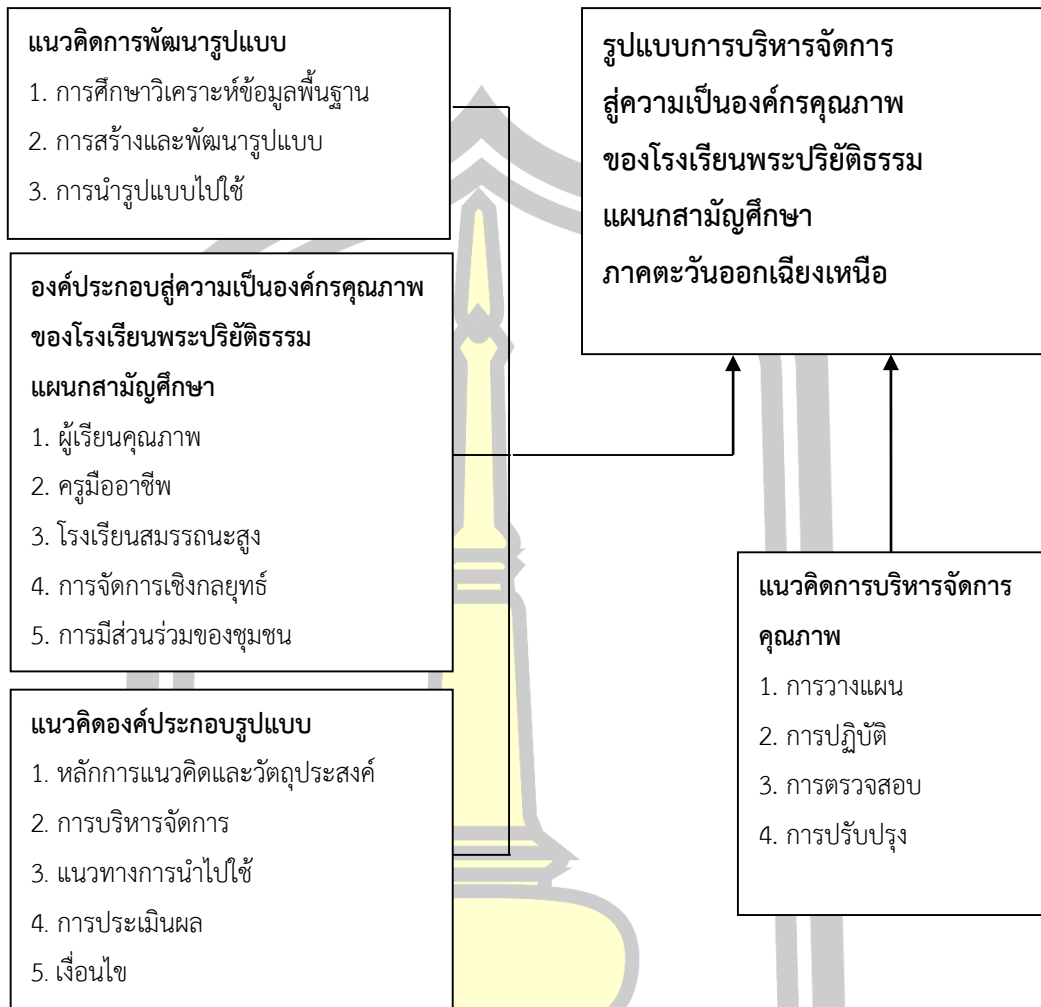 แนวคิดการพัฒนารูปแบบ
1. การศึกษาวิเคราะห์ข้อมูลพื้นฐาน
2. การสร้างและพัฒนารูปแบบ
3. การนำรูปแบบไปใช้
องค์ประกอบสู่ความเป็นองค์กรคุณภาพ
ของโรงเรียนพระปริยัติธรรม
แผนกสามัญศึกษา
1. ผู้เรียนคุณภาพ
2. ครูมืออาชีพ
3. โรงเรียนสมรรถนะสูง
4. การจัดการเชิงกลยุทธ์
5. การมีส่วนร่วมของชุมชน
แนวคิดองค์ประกอบรูปแบบ
1. หลักการแนวคิดและวัตถุประสงค์
2. การบริหารจัดการ
3. แนวทางการนำไปใช้
4. การประเมินผล
5. เงื่อนไข
รูปแบบการบริหารจัดการ
สู่ความเป็นองค์กรคุณภาพ
ของโรงเรียนพระปริยัติธรรม
แผนกสามัญศึกษา
ภาคตะวันออกเฉียงเหนือ
แนวคิดการบริหารจัดการ
คุณภาพ
1. การวางแผน
2. การปฏิบัติ
3. การตรวจสอบ
4. การปรับปรุง